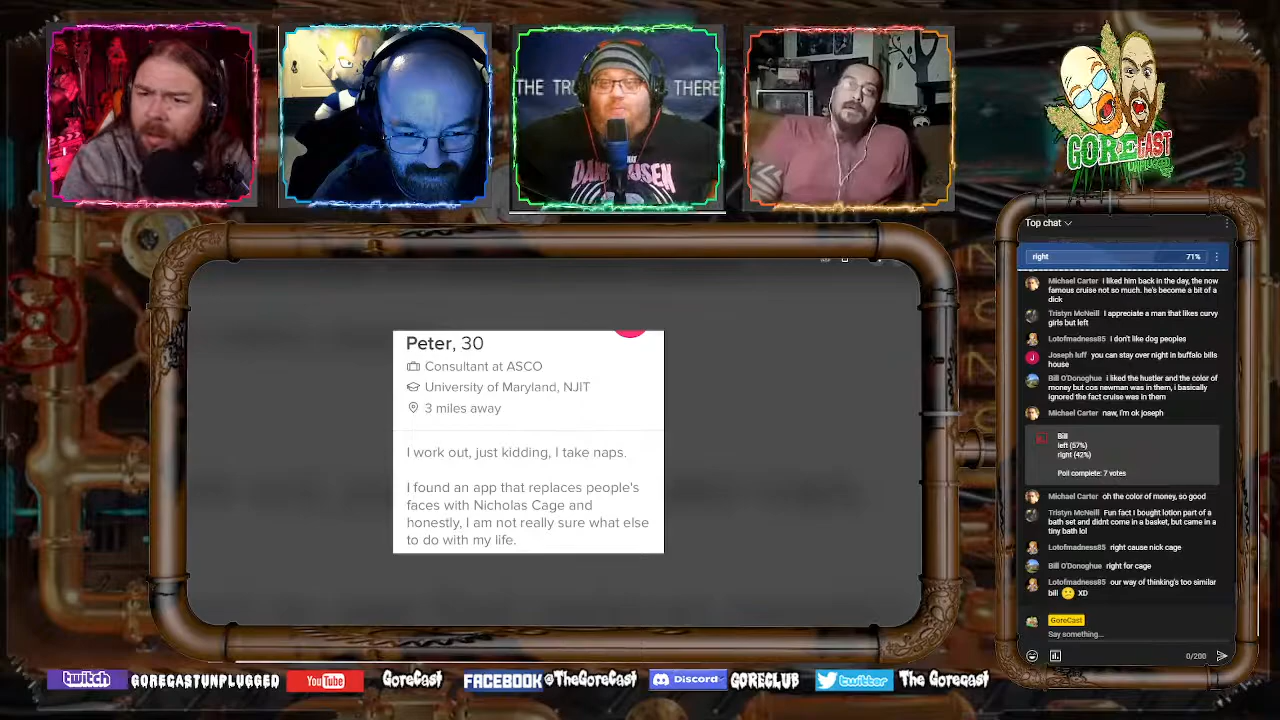 THE TRU
THERE
DANHAUSEN
GORECAST
Top chat
right 71%
Michael Carter I liked him back in the day, the now
famous cruise not so much. he's become a bit of a
dick
Tristyn McNeill I appreciate a man that likes curvy
girls but left
Lotofmadness85 I don't like dog peoples
J Joseph luff you can stay over night in buffalo bills
house
Bill O'Donoghue i liked the hustler and the color of
money but cos newman was in them, i basically
ignored the fact cruise was in them
Michael Carter naw, i'm ok joseph
Bill
left (57%)
right (42%)
Poll complete: 7 votes
Michael Carter oh the color of money, so good
Tristyn McNeill Fun fact I bought lotion part of a
bath set and didnt come in a basket, but came in a
tiny bath lol
Lotofmadness85 right cause nick cage
Bill O'Donoghue right for cage
Lotofmadness85 our way of thinking's too similar
bill XD
GoreCast
Say something...
0/200
Peter, 30
Consultant at ASCO
University of Maryland, NJIT
3 miles away
I work out, just kidding, I take naps.
I found an app that replaces people's
faces with Nicholas Cage and
honestly, I am not really sure what else
to do with my life.
twitch GORECASTUNPLUGGED YouTube GoreCast FACEBOOK@TheGoreCast Discord GORECLUB twitter The Gorecast